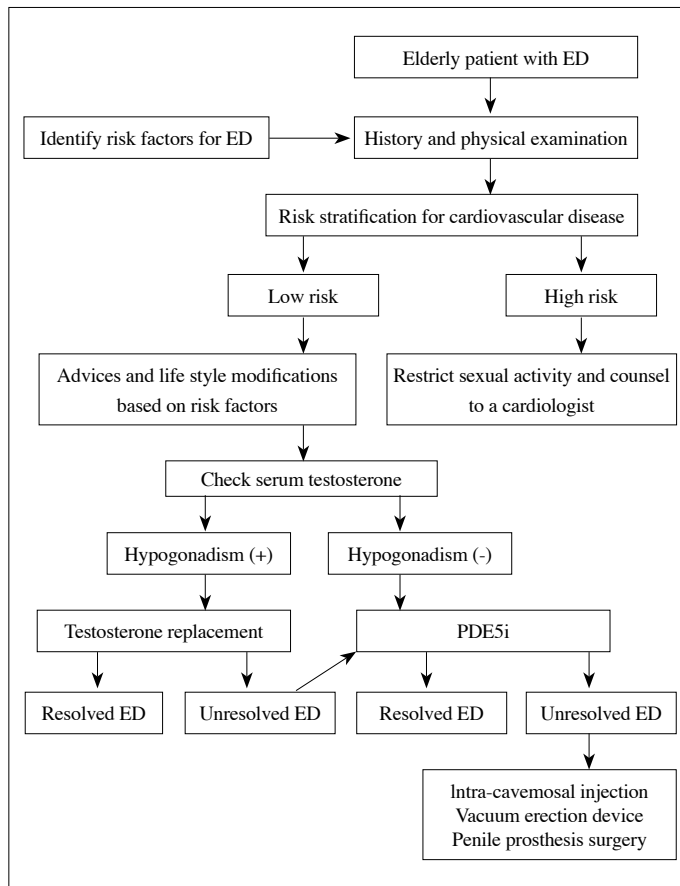 Elderly patient with ED
Identify risk factors for ED
History and physical examination
Risk stratification for cardiovascular disease
Low risk
High risk
Advices and life style modifications
based on risk factors
Restrict sexual activity and counsel
to a cardiologist
Check serum testosterone
Hypogonadism (+)
Hypogonadism (-)
Testosterone replacement
PDE5i
Resolved ED
Unresolved ED
Resolved ED
Unresolved ED
lntra-cavemosal injection
Vacuum erection device
Penile prosthesis surgery